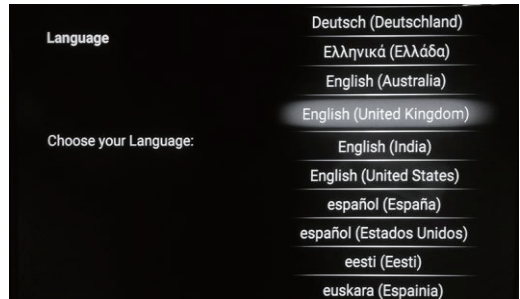 Language
Choose your Language:
Deutsch (Deutschland)
Ελληνικά (Ελλάδα)
English (Australia)
English (United Kingdom)
English (India)
English (United States)
español (España)
español (Estados Unidos)
eesti (Eesti)
euskara (Espainia)